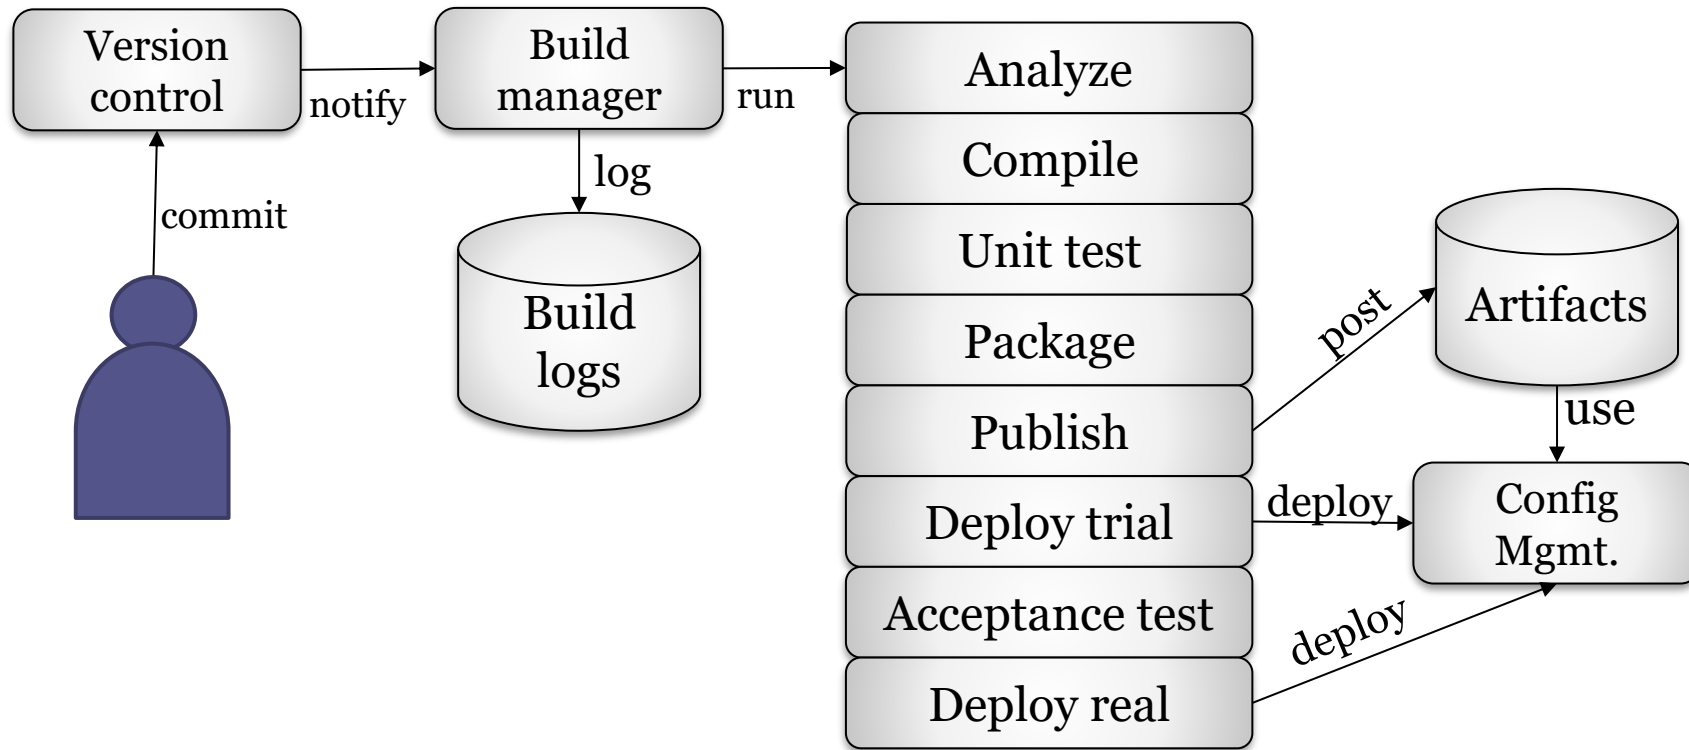 Version
control
notify
Build
manager
run
commit
log
Build
logs
Analyze
Compile
Unit test
Package
Publish
Deploy trial
Acceptance test
Deploy real
post
Artifacts
use
deploy
Config
Mgmt.
deploy